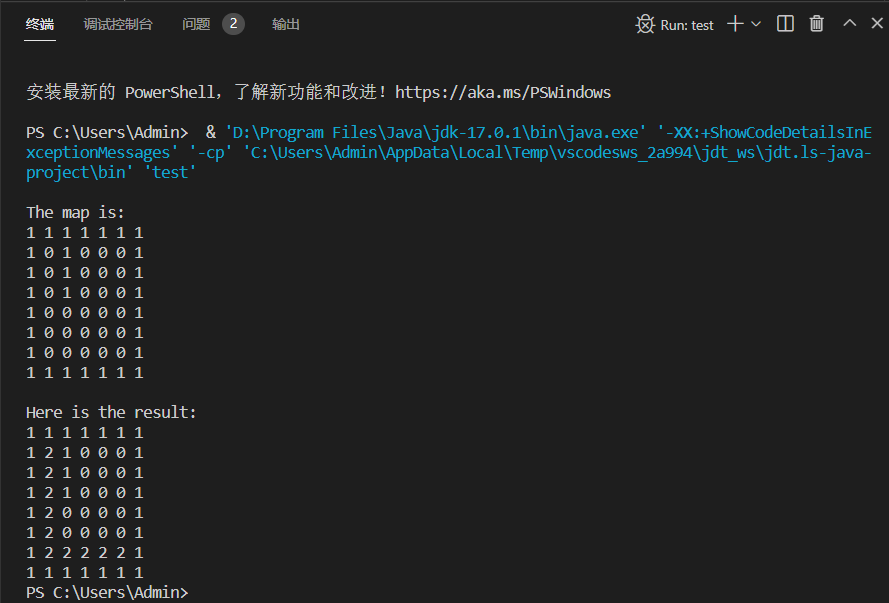 终端 调试控制台 问题 2 输出 Run: test
安装最新的 PowerShell，了解新功能和改进！https://aka.ms/PSWindows
PS C:\Users\Admin>  & 'D:\Program Files\Java\jdk-17.0.1\bin\java.exe' '-XX:+ShowCodeDetailsInE
xceptionMessages' '-cp' 'C:\Users\Admin\AppData\Local\Temp\vscodesws_2a994\jdt_ws\jdt.ls-java-
project\bin' 'test'
The map is:
1 1 1 1 1 1 1
1 0 1 0 0 0 1
1 0 1 0 0 0 1
1 0 1 0 0 0 1
1 0 0 0 0 0 1
1 0 0 0 0 0 1
1 0 0 0 0 0 1
1 1 1 1 1 1 1
Here is the result:
1 1 1 1 1 1 1
1 2 1 0 0 0 1
1 2 1 0 0 0 1
1 2 1 0 0 0 1
1 2 0 0 0 0 1
1 2 0 0 0 0 1
1 2 2 2 2 2 1
1 1 1 1 1 1 1
PS C:\Users\Admin>